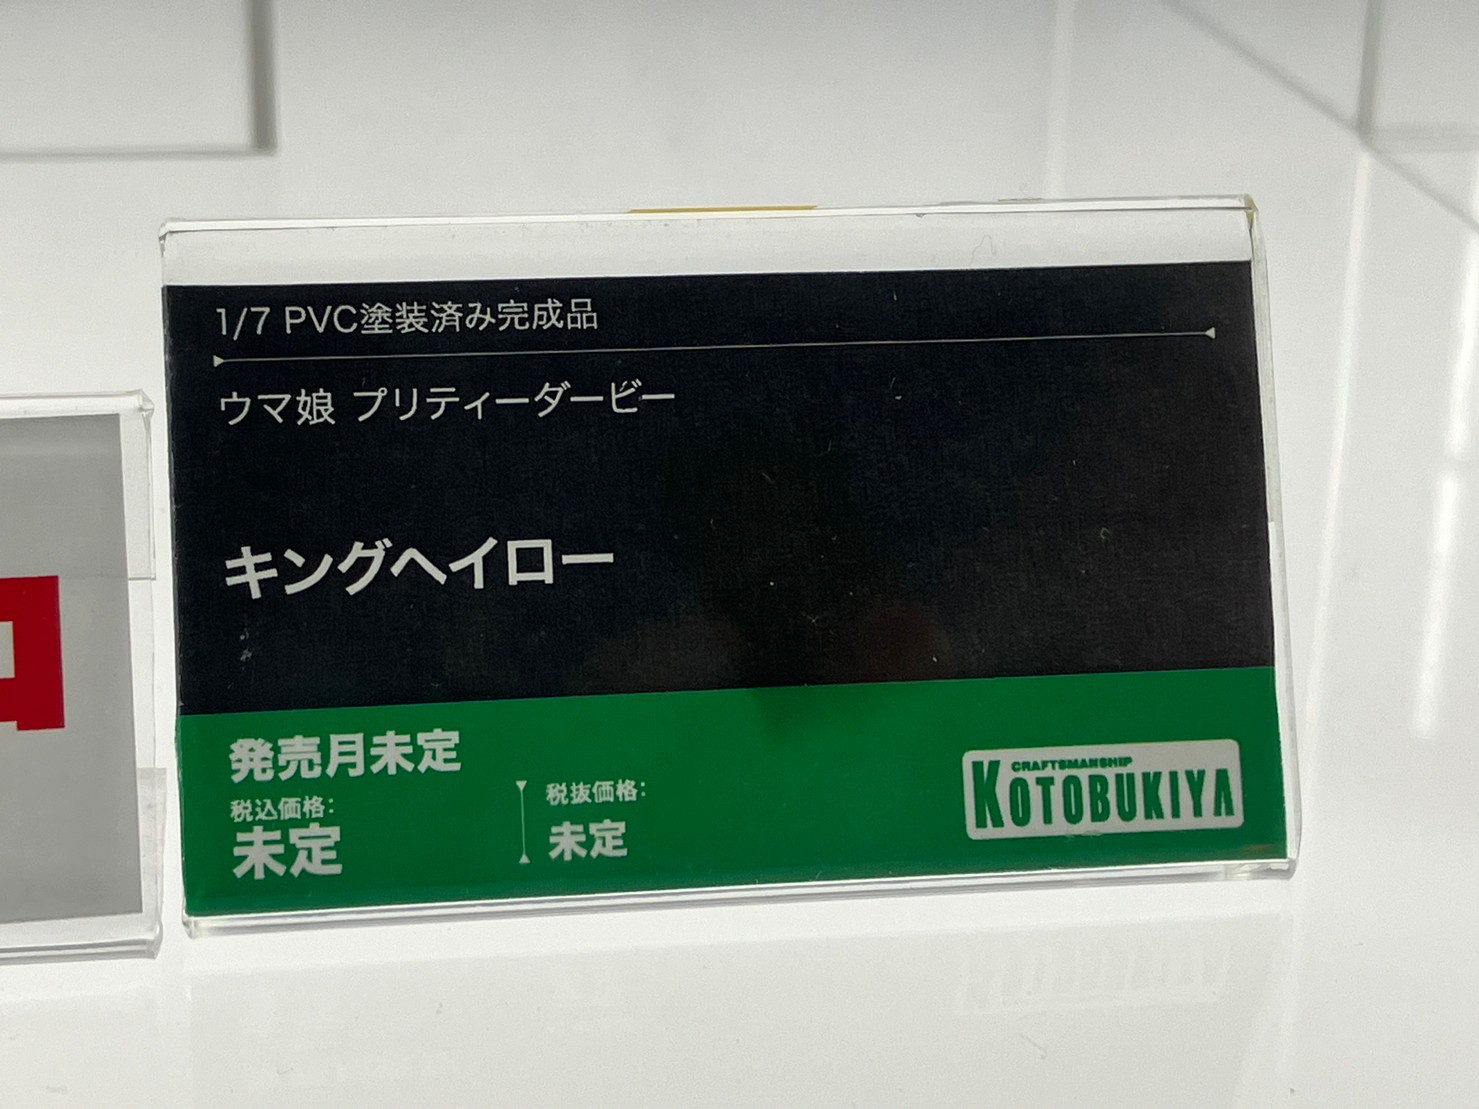 1/7 PVC塗装済み完成品
ウマ娘 プリティーダービー
キングヘイロー
発売月未定
税込価格:
未定
税抜価格:
未定
CRAFTSMANSHIP
KOTOBUKIYA